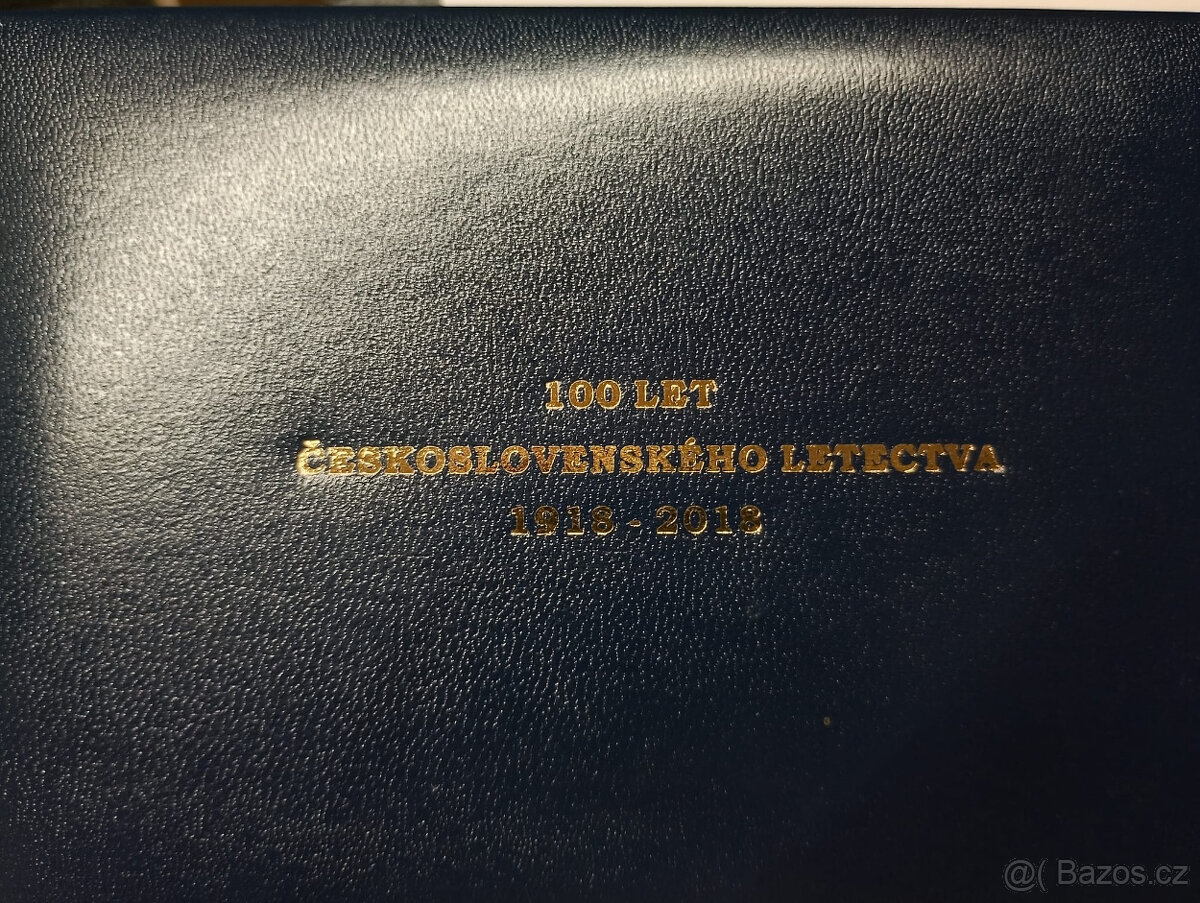 100 LET
ČESKOSLOVENSKÉHO LETECTVA
1918 - 2018
@( Bazos.cz